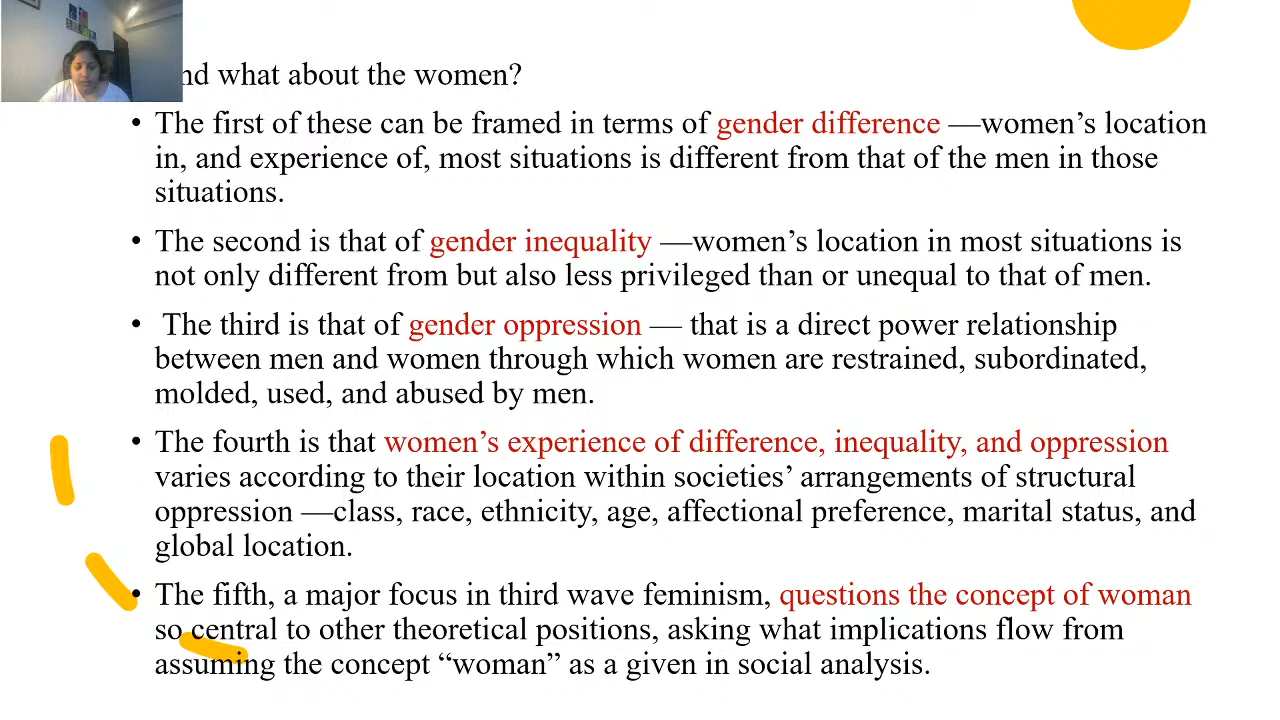 nd what about the women?
• The first of these can be framed in terms of gender difference —women’s location
in, and experience of, most situations is different from that of the men in those
situations.
• The second is that of gender inequality —women’s location in most situations is
not only different from but also less privileged than or unequal to that of men.
• The third is that of gender oppression — that is a direct power relationship
between men and women through which women are restrained, subordinated,
molded, used, and abused by men.
• The fourth is that women’s experience of difference, inequality, and oppression
varies according to their location within societies’ arrangements of structural
oppression —class, race, ethnicity, age, affectional preference, marital status, and
global location.
• The fifth, a major focus in third wave feminism, questions the concept of woman
so central to other theoretical positions, asking what implications flow from
assuming the concept “woman” as a given in social analysis.